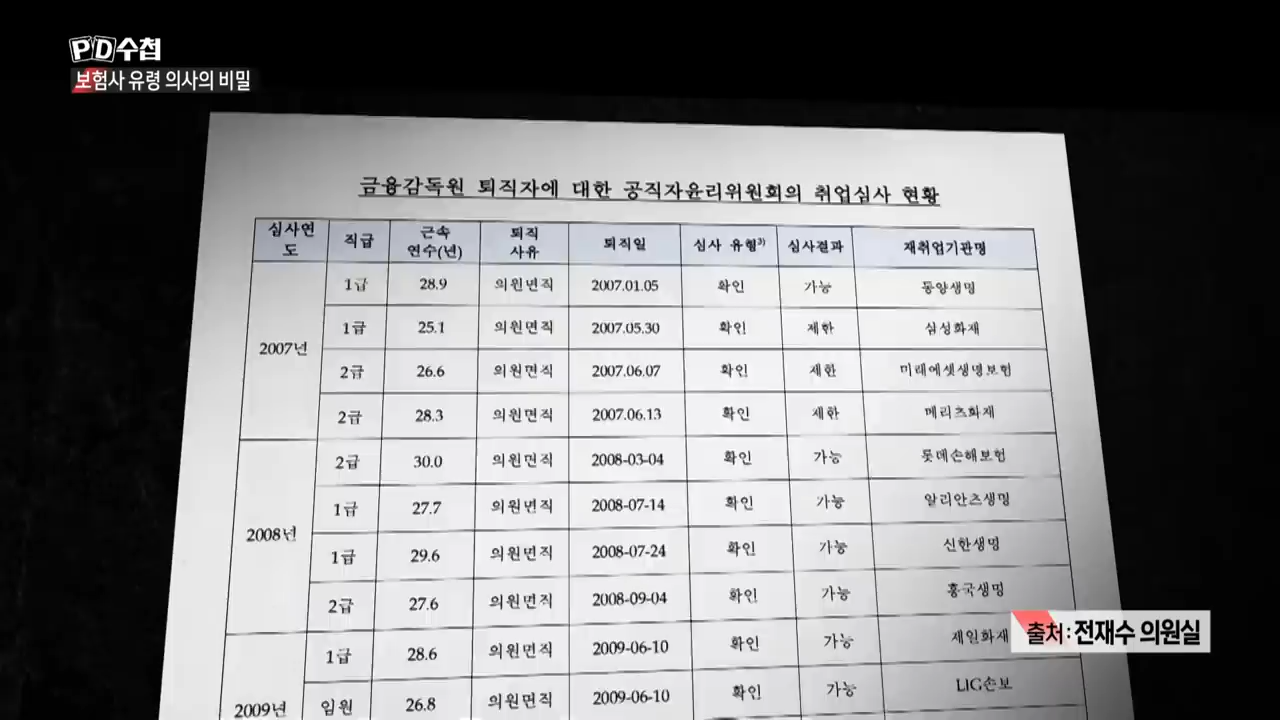 PD수첩
보험사 유령 의사의 비밀
금융감독원 퇴직자에 대한 공직자윤리위원회의 취업심사 현황
심사연도 직급 근속연수(년) 퇴직사유 퇴직일 심사 유형3) 심사결과 재취업기관명
2007년
1급 28.9 의원면직 2007.01.05 확인 가능 동양생명
1급 25.1 의원면직 2007.05.30 확인 제한 삼성화재
2급 26.6 의원면직 2007.06.07 확인 제한 미래에셋생명보험
2급 28.3 의원면직 2007.06.13 확인 제한 메리츠화재
2008년
2급 30.0 의원면직 2008-03-04 확인 가능 롯데손해보험
1급 27.7 의원면직 2008-07-14 확인 가능 알리안츠생명
1급 29.6 의원면직 2008-07-24 확인 가능 신한생명
2급 27.6 의원면직 2008-09-04 확인 가능 흥국생명
2009년
1급 28.6 의원면직 2009-06-10 확인 가능 제일화재
임원 26.8 의원면직 2009-06-10 확인 가능 LIG손보
출처: 전재수 의원실